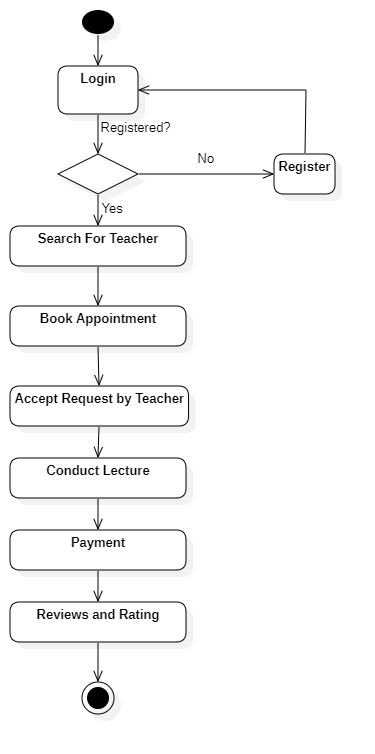 Login
Registered?
No
Register
Yes
Search For Teacher
Book Appointment
Accept Request by Teacher
Conduct Lecture
Payment
Reviews and Rating